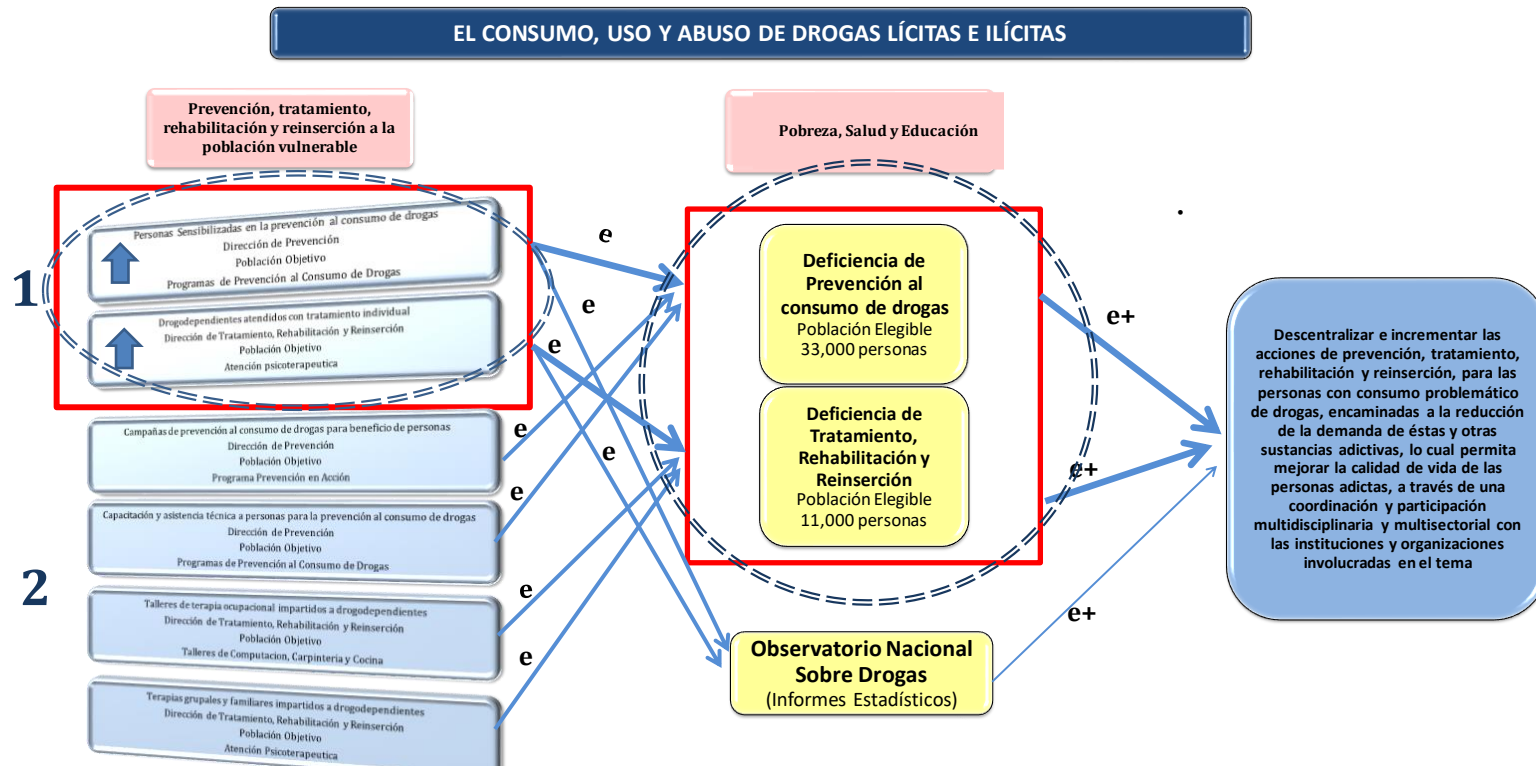 EL CONSUMO, USO Y ABUSO DE DROGAS LÍCITAS E ILÍCITAS
Prevención, tratamiento,
rehabilitación y reinserción a la
población vulnerable
Pobreza, Salud y Educación
1
Personas Sensibilizadas en la prevención al consumo de drogas
Dirección de Prevención
Población Objetivo
Programas de Prevención al Consumo de Drogas
Drogodependientes atendidos con tratamiento individual
Dirección de Tratamiento, Rehabilitación y Reinserción
Población Objetivo
Atención psicoterapeutica
2
Campañas de prevención al consumo de drogas para beneficio de personas
Dirección de Prevención
Población Objetivo
Programa Prevención en Acción
Capacitación y asistencia técnica a personas para la prevención al consumo de drogas
Dirección de Prevención
Población Objetivo
Programas de Prevención al Consumo de Drogas
Talleres de terapia ocupacional impartidos a drogodependientes
Dirección de Tratamiento, Rehabilitación y Reinserción
Población Objetivo
Talleres de Computacion, Carpinteria y Cocina
Terapias grupales y familiares impartidos a drogodependientes
Dirección de Tratamiento, Rehabilitación y Reinserción
Población Objetivo
Atención Psicoterapeutica
e
e
e
e
e
e
e
e
Deficiencia de
Prevención al
consumo de drogas
Población Elegible
33,000 personas
Deficiencia de
Tratamiento,
Rehabilitación y
Reinserción
Población Elegible
11,000 personas
Observatorio Nacional
Sobre Drogas
(Informes Estadísticos)
e+
e+
e+
.
Descentralizar e incrementar las
acciones de prevención, tratamiento,
rehabilitación y reinserción, para las
personas con consumo problemático
de drogas, encaminadas a la reducción
de la demanda de éstas y otras
sustancias adictivas, lo cual permita
mejorar la calidad de vida de las
personas adictas, a través de una
coordinación y participación
multidisciplinaria y multisectorial con
las instituciones y organizaciones
involucradas en el tema